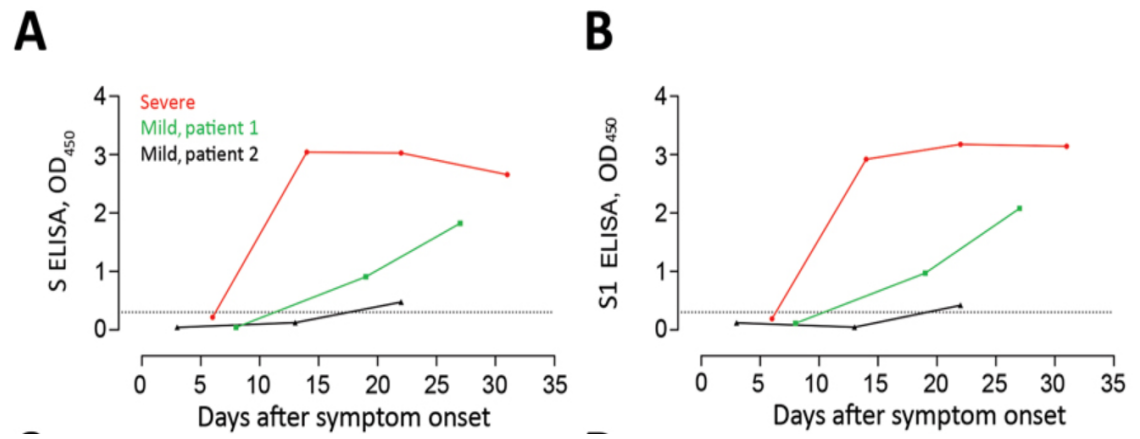 A
4
3
2
1
0
S ELISA, OD450
Severe
Mild, patient 1
Mild, patient 2
0 5 10 15 20 25 30 35
Days after symptom onset
B
4
3
2
1
0
S1 ELISA, OD450
0 5 10 15 20 25 30 35
Days after symptom onset